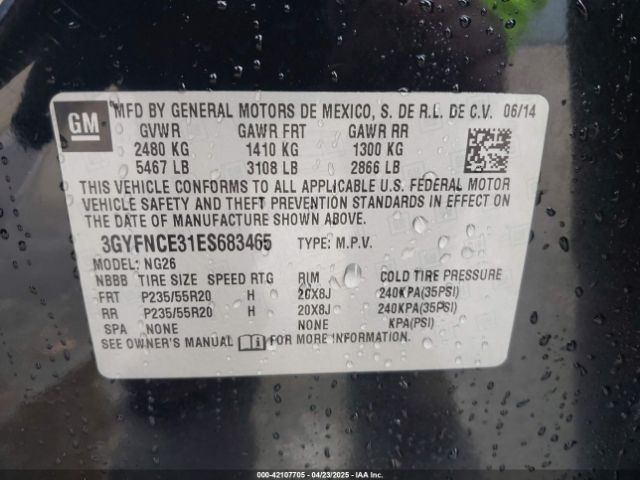 GM
MFD BY GENERAL MOTORS DE MEXICO, S. DE R.L. DE C.V. 06/14
GVWR GAWR FRT GAWR RR
2480 KG 1410 KG 1300 KG
5467 LB 3108 LB 2866 LB
THIS VEHICLE CONFORMS TO ALL APPLICABLE U.S. FEDERAL MOTOR
VEHICLE SAFETY AND THEFT PREVENTION STANDARDS IN EFFECT ON
THE DATE OF MANUFACTURE SHOWN ABOVE.
3GYFNCE31ES683465 TYPE: M.P.V.
MODEL: NG26
NBBB TIRE SIZE SPEED RTG RIM COLD TIRE PRESSURE
FRT P235/55R20 H 20X8J 240KPA(35PSI)
RR P235/55R20 H 20X8J 240KPA(35PSI)
SPA NONE NONE KPA(PSI)
SEE OWNER'S MANUAL FOR MORE INFORMATION.
000-42107705 - 04/23/2025 - IAA Inc.